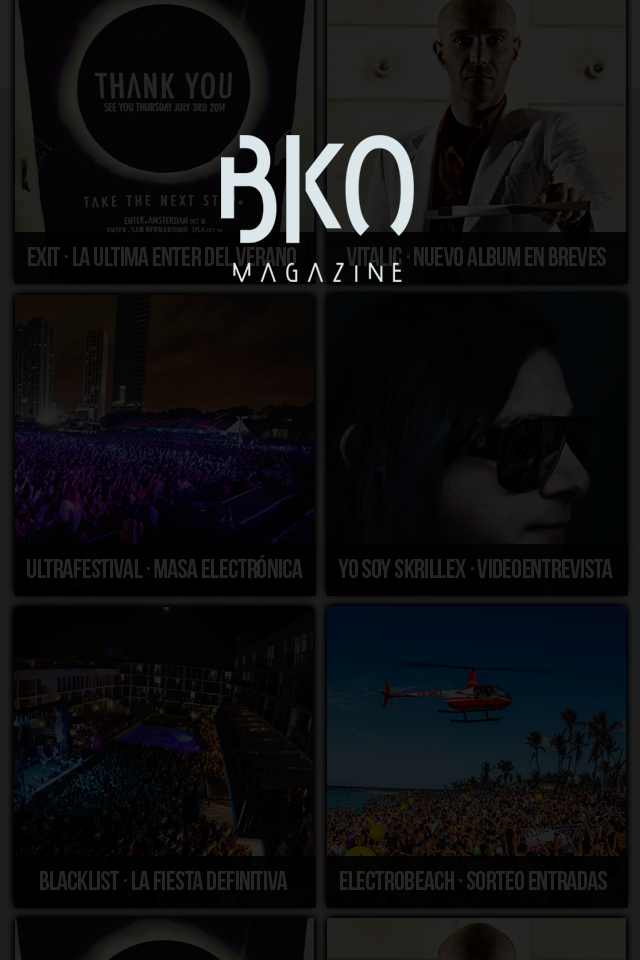 THANK YOU
SEE YOU THURSDAY JULY 3RD 2014
TAKE THE NEXT
BKO
MAGAZINE
EXIT · LA ULTIMA ENTER DEL VERANO
VITALIC · NUEVO ALBUM EN BREVES
ULTRAFESTIVAL · MASA ELECTRÓNICA
YO SOY SKRILLEX · VIDEOENTREVISTA
BLACKLIST · LA FIESTA DEFINITIVA
ELECTROBEACH · SORTEO ENTRADAS